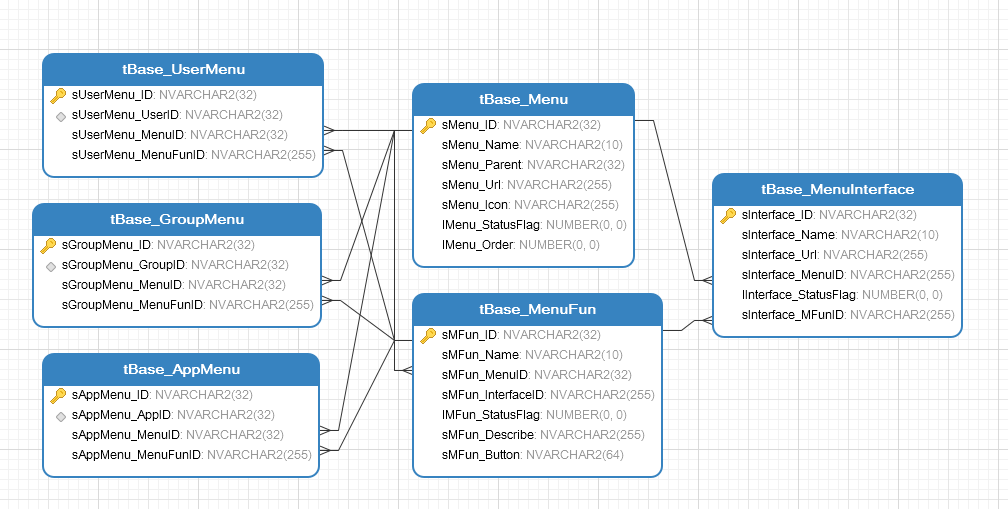 tBase_UserMenu
sUserMenu_ID: NVARCHAR2(32)
sUserMenu_UserID: NVARCHAR2(32)
sUserMenu_MenuID: NVARCHAR2(32)
sUserMenu_MenuFunID: NVARCHAR2(255)
tBase_GroupMenu
sGroupMenu_ID: NVARCHAR2(32)
sGroupMenu_GroupID: NVARCHAR2(32)
sGroupMenu_MenuID: NVARCHAR2(32)
sGroupMenu_MenuFunID: NVARCHAR2(255)
tBase_AppMenu
sAppMenu_ID: NVARCHAR2(32)
sAppMenu_AppID: NVARCHAR2(32)
sAppMenu_MenuID: NVARCHAR2(32)
sAppMenu_MenuFunID: NVARCHAR2(255)
tBase_Menu
sMenu_ID: NVARCHAR2(32)
sMenu_Name: NVARCHAR2(10)
sMenu_Parent: NVARCHAR2(32)
sMenu_Url: NVARCHAR2(255)
sMenu_Icon: NVARCHAR2(255)
IMenu_StatusFlag: NUMBER(0, 0)
IMenu_Order: NUMBER(0, 0)
tBase_MenuFun
sMFun_ID: NVARCHAR2(32)
sMFun_Name: NVARCHAR2(10)
sMFun_MenuID: NVARCHAR2(32)
sMFun_InterfaceID: NVARCHAR2(255)
IMFun_StatusFlag: NUMBER(0, 0)
sMFun_Describe: NVARCHAR2(255)
sMFun_Button: NVARCHAR2(64)
tBase_MenuInterface
sInterface_ID: NVARCHAR2(32)
sInterface_Name: NVARCHAR2(10)
sInterface_Url: NVARCHAR2(255)
sInterface_MenuID: NVARCHAR2(255)
IInterface_StatusFlag: NUMBER(0, 0)
sInterface_MFunID: NVARCHAR2(255)